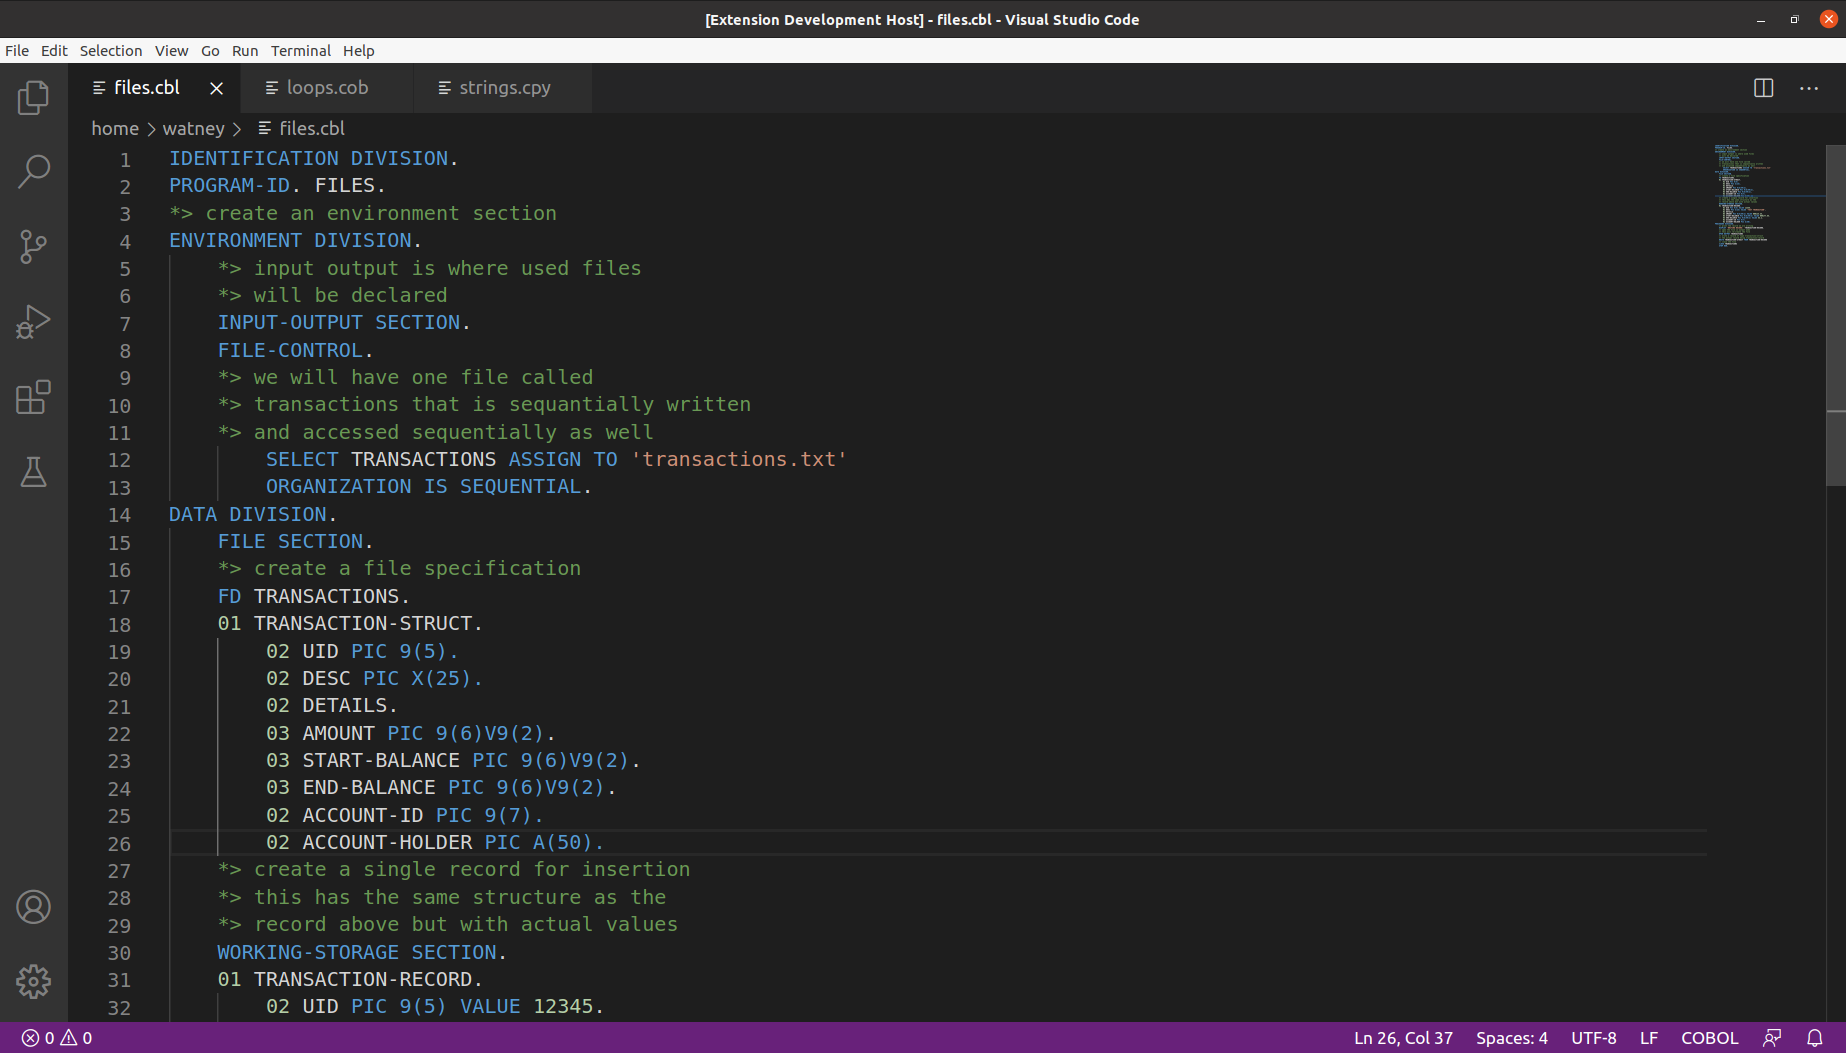 [Extension Development Host] - files.cbl - Visual Studio Code
File Edit Selection View Go Run Terminal Help
files.cbl loops.cob strings.cpy
home > watney > files.cbl
1 IDENTIFICATION DIVISION.
2 PROGRAM-ID. FILES.
3 *> create an environment section
4 ENVIRONMENT DIVISION.
5 *> input output is where used files
6 *> will be declared
7 INPUT-OUTPUT SECTION.
8 FILE-CONTROL.
9 *> we will have one file called
10 *> transactions that is sequantially written
11 *> and accessed sequentially as well
12 SELECT TRANSACTIONS ASSIGN TO 'transactions.txt'
13 ORGANIZATION IS SEQUENTIAL.
14 DATA DIVISION.
15 FILE SECTION.
16 *> create a file specification
17 FD TRANSACTIONS.
18 01 TRANSACTION-STRUCT.
19 02 UID PIC 9(5).
20 02 DESC PIC X(25).
21 02 DETAILS.
22 03 AMOUNT PIC 9(6)V9(2).
23 03 START-BALANCE PIC 9(6)V9(2).
24 03 END-BALANCE PIC 9(6)V9(2).
25 02 ACCOUNT-ID PIC 9(7).
26 02 ACCOUNT-HOLDER PIC A(50).
27 *> create a single record for insertion
28 *> this has the same structure as the
29 *> record above but with actual values
30 WORKING-STORAGE SECTION.
31 01 TRANSACTION-RECORD.
32 02 UID PIC 9(5) VALUE 12345.
0 0 Ln 26, Col 37 Spaces: 4 UTF-8 LF COBOL